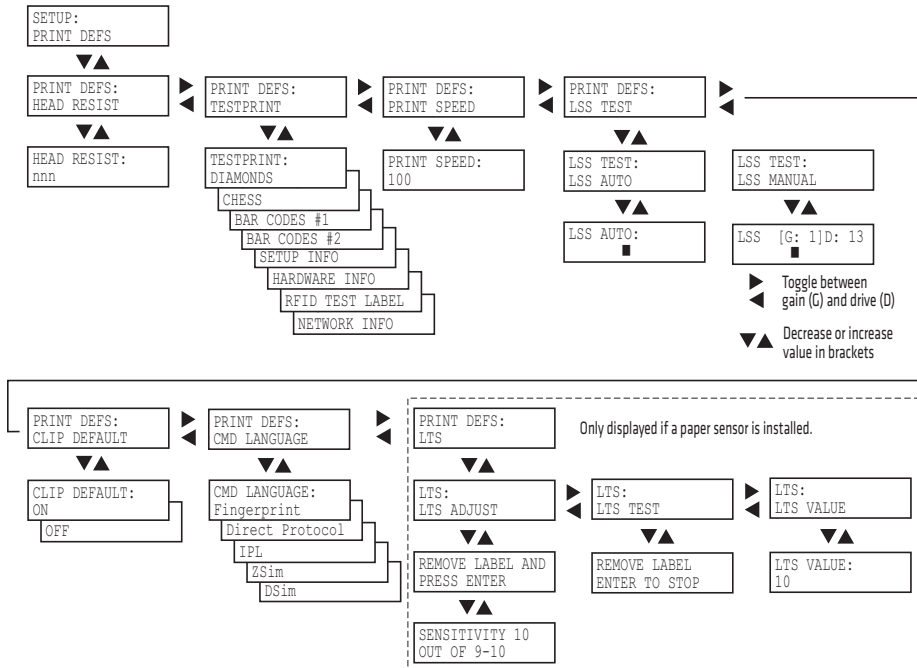 SETUP:
PRINT DEFS
PRINT DEFS:
HEAD RESIST
HEAD RESIST:
nnn
PRINT DEFS:
TESTPRINT
TESTPRINT:
DIAMONDS
CHESS
BAR CODES #1
BAR CODES #2
SETUP INFO
HARDWARE INFO
RFID TEST LABEL
NETWORK INFO
PRINT DEFS:
PRINT SPEED
PRINT SPEED:
100
PRINT DEFS:
LSS TEST
LSS TEST:
LSS AUTO
LSS AUTO:
LSS TEST:
LSS MANUAL
LSS [G: 1]D: 13
Toggle between
gain (G) and drive (D)
Decrease or increase
value in brackets
PRINT DEFS:
CLIP DEFAULT
CLIP DEFAULT:
ON
OFF
PRINT DEFS:
CMD LANGUAGE
CMD LANGUAGE:
Fingerprint
Direct Protocol
IPL
ZSim
DSim
PRINT DEFS:
LTS
Only displayed if a paper sensor is installed.
LTS:
LTS ADJUST
REMOVE LABEL AND
PRESS ENTER
SENSITIVITY 10
OUT OF 9-10
LTS:
LTS TEST
REMOVE LABEL
ENTER TO STOP
LTS:
LTS VALUE
LTS VALUE:
10